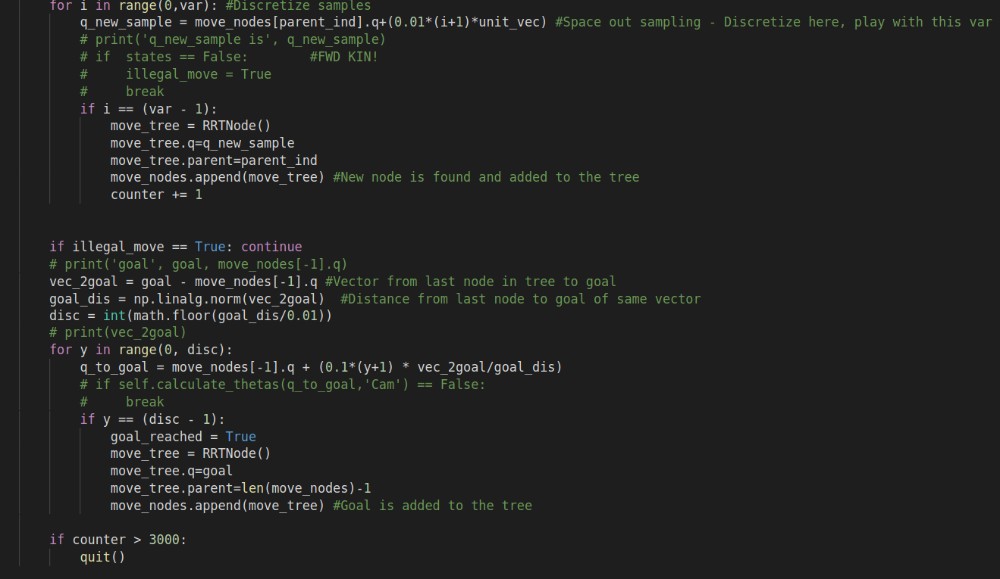 for i in range(0,var): #Discretize samples
    q_new_sample = move_nodes[parent_ind].q+(0.01*(i+1)*unit_vec) #Space out sampling - Discretize here, play with this var
    # print('q_new_sample is', q_new_sample)
    # if  states == False:        #FWD KIN!
    #     illegal_move = True
    #     break
    if i == (var - 1):
        move_tree = RRTNode()
        move_tree.q=q_new_sample
        move_tree.parent=parent_ind
        move_nodes.append(move_tree) #New node is found and added to the tree
        counter += 1
if illegal_move == True: continue
# print('goal', goal, move_nodes[-1].q)
vec_2goal = goal - move_nodes[-1].q #Vector from last node in tree to goal
goal_dis = np.linalg.norm(vec_2goal)  #Distance from last node to goal of same vector
disc = int(math.floor(goal_dis/0.01))
# print(vec_2goal)
for y in range(0, disc):
    q_to_goal = move_nodes[-1].q + (0.1*(y+1) * vec_2goal/goal_dis)
    # if self.calculate_thetas(q_to_goal,'Cam') == False:
    #     break
    if y == (disc - 1):
        goal_reached = True
        move_tree = RRTNode()
        move_tree.q=goal
        move_tree.parent=len(move_nodes)-1
        move_nodes.append(move_tree) #Goal is added to the tree
if counter > 3000:
    quit()